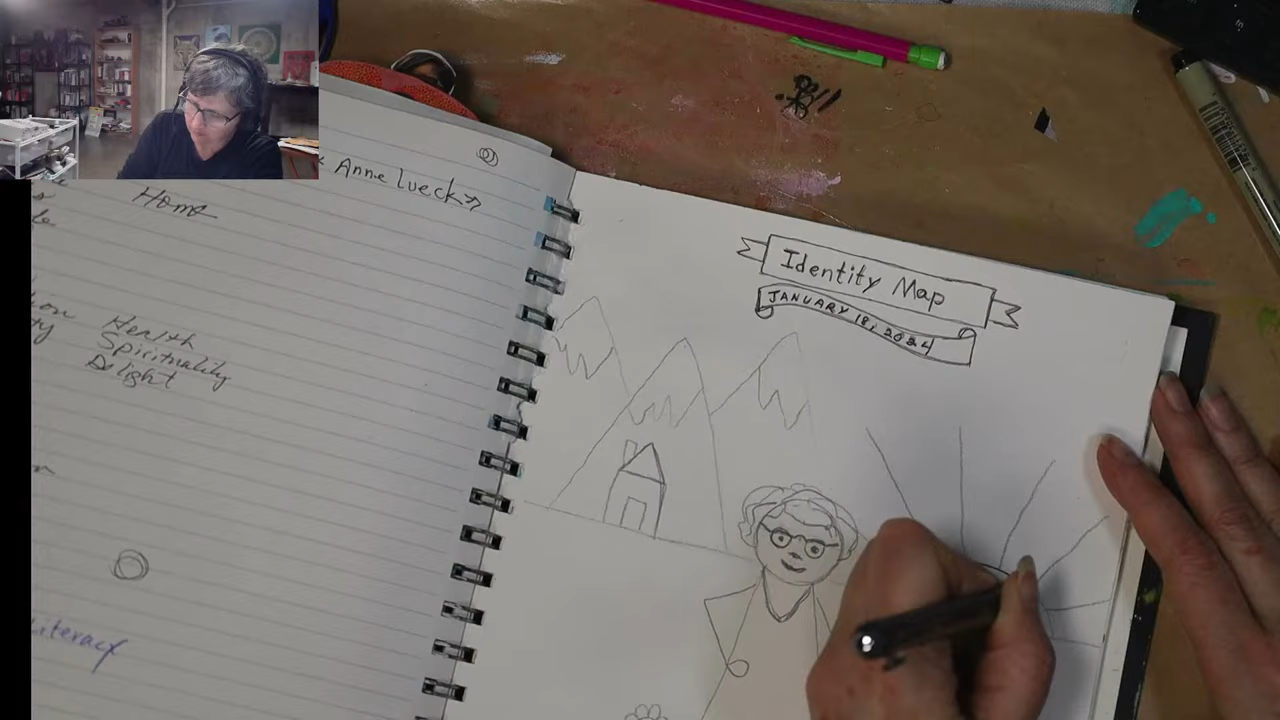 Anne Lueck
Home
Health
Spirituality
Delight
Literacy
Identity Map
JANUARY 18, 2024